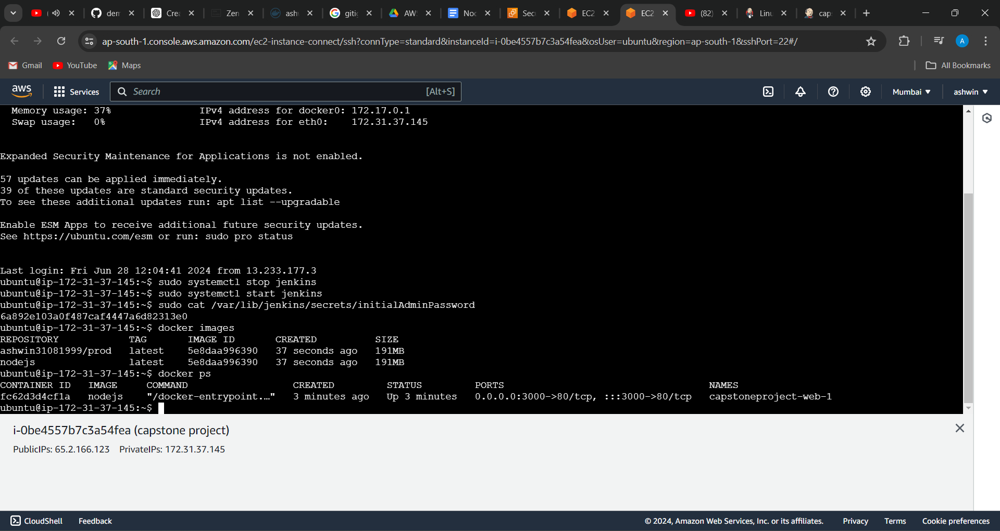 dem
Crea
Zen
ash
gitig
AW
Noc
Secu
EC2
EC2
(82)
Linu
cap
ap-south-1.console.aws.amazon.com/ec2-instance-connect/ssh?connType=standard&instanceId=i-0be4557b7c3a54fea&osUser=ubuntu&region=ap-south-1&sshPort=22#/
A
Gmail YouTube Maps All Bookmarks
aws Services Search [Alt+S] Mumbai ashwin
Memory usage: 37% IPv4 address for docker0: 172.17.0.1
Swap usage: 0% IPv4 address for eth0: 172.31.37.145
Expanded Security Maintenance for Applications is not enabled.
57 updates can be applied immediately.
39 of these updates are standard security updates.
To see these additional updates run: apt list --upgradable
Enable ESM Apps to receive additional future security updates.
See https://ubuntu.com/esm or run: sudo pro status
Last login: Fri Jun 28 12:04:41 2024 from 13.233.177.3
ubuntu@ip-172-31-37-145:~$ sudo systemctl stop jenkins
ubuntu@ip-172-31-37-145:~$ sudo systemctl start jenkins
ubuntu@ip-172-31-37-145:~$ sudo cat /var/lib/jenkins/secrets/initialAdminPassword
6a892e103a0f487caf4447a6d82313e0
ubuntu@ip-172-31-37-145:~$ docker images
REPOSITORY TAG IMAGE ID CREATED SIZE
ashwin31081999/prod latest 5e8daa996390 37 seconds ago 191MB
nodejs latest 5e8daa996390 37 seconds ago 191MB
ubuntu@ip-172-31-37-145:~$ docker ps
CONTAINER ID IMAGE COMMAND CREATED STATUS PORTS NAMES
fc62d3d4cf1a nodejs "/docker-entrypoint.…" 3 minutes ago Up 3 minutes 0.0.0.0:3000->80/tcp, :::3000->80/tcp capstoneproject-web-1
ubuntu@ip-172-31-37-145:~$
i-0be4557b7c3a54fea (capstone project)
PublicIPs: 65.2.166.123 PrivateIPs: 172.31.37.145
CloudShell Feedback © 2024, Amazon Web Services, Inc. or its affiliates. Privacy Terms Cookie preferences